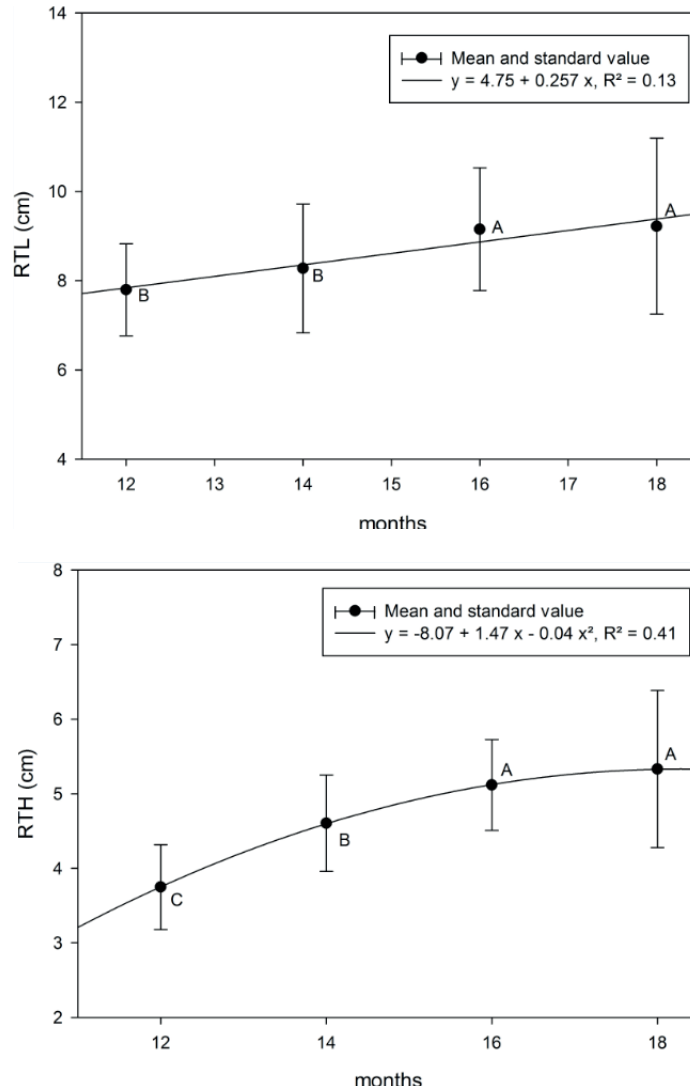 14
Mean and standard value
y = 4.75 + 0.257 x, R² = 0.13
12
RTL (cm)
10
A
A
8
B
B
6
4
12 13 14 15 16 17 18
months
8
Mean and standard value
y = -8.07 + 1.47 x - 0.04 x², R² = 0.41
7
6
RTH (cm)
A
A
5
B
4
C
3
2
12 14 16 18
months